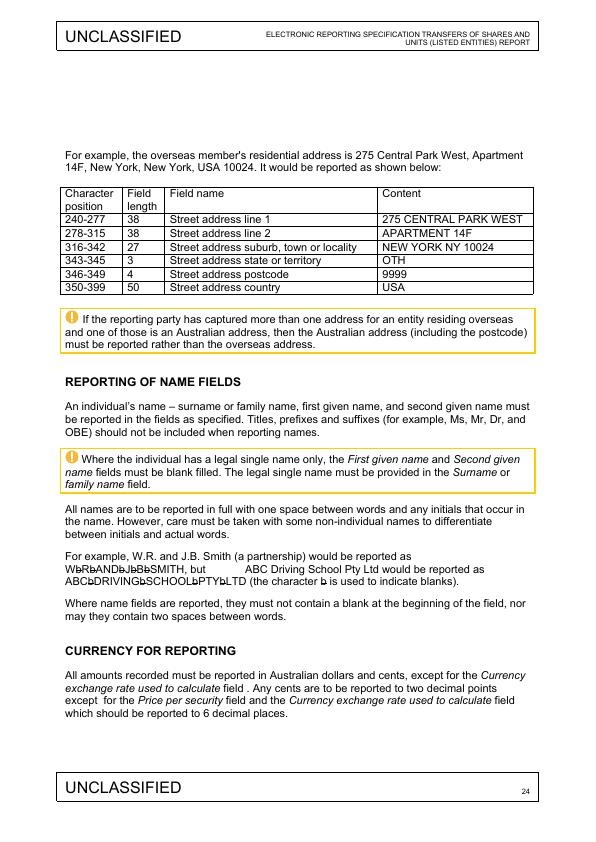 UNCLASSIFIED
ELECTRONIC REPORTING SPECIFICATION TRANSFERS OF SHARES AND
UNITS (LISTED ENTITIES) REPORT
For example, the overseas member's residential address is 275 Central Park West, Apartment
14F, New York, New York, USA 10024. It would be reported as shown below:
Character position Field length Field name Content
240-277 38 Street address line 1 275 CENTRAL PARK WEST
278-315 38 Street address line 2 APARTMENT 14F
316-342 27 Street address suburb, town or locality NEW YORK NY 10024
343-345 3 Street address state or territory OTH
346-349 4 Street address postcode 9999
350-399 50 Street address country USA
If the reporting party has captured more than one address for an entity residing overseas
and one of those is an Australian address, then the Australian address (including the postcode)
must be reported rather than the overseas address.
REPORTING OF NAME FIELDS
An individual's name – surname or family name, first given name, and second given name must
be reported in the fields as specified. Titles, prefixes and suffixes (for example, Ms, Mr, Dr, and
OBE) should not be included when reporting names.
Where the individual has a legal single name only, the First given name and Second given
name fields must be blank filled. The legal single name must be provided in the Surname or
family name field.
All names are to be reported in full with one space between words and any initials that occur in
the name. However, care must be taken with some non-individual names to differentiate
between initials and actual words.
For example, W.R. and J.B. Smith (a partnership) would be reported as
WƀRƀANDƀJƀBƀSMITH, but ABC Driving School Pty Ltd would be reported as
ABCƀDRIVINGƀSCHOOLƀPTYƀLTD (the character ƀ is used to indicate blanks).
Where name fields are reported, they must not contain a blank at the beginning of the field, nor
may they contain two spaces between words.
CURRENCY FOR REPORTING
All amounts recorded must be reported in Australian dollars and cents, except for the Currency
exchange rate used to calculate field . Any cents are to be reported to two decimal points
except for the Price per security field and the Currency exchange rate used to calculate field
which should be reported to 6 decimal places.
UNCLASSIFIED
24